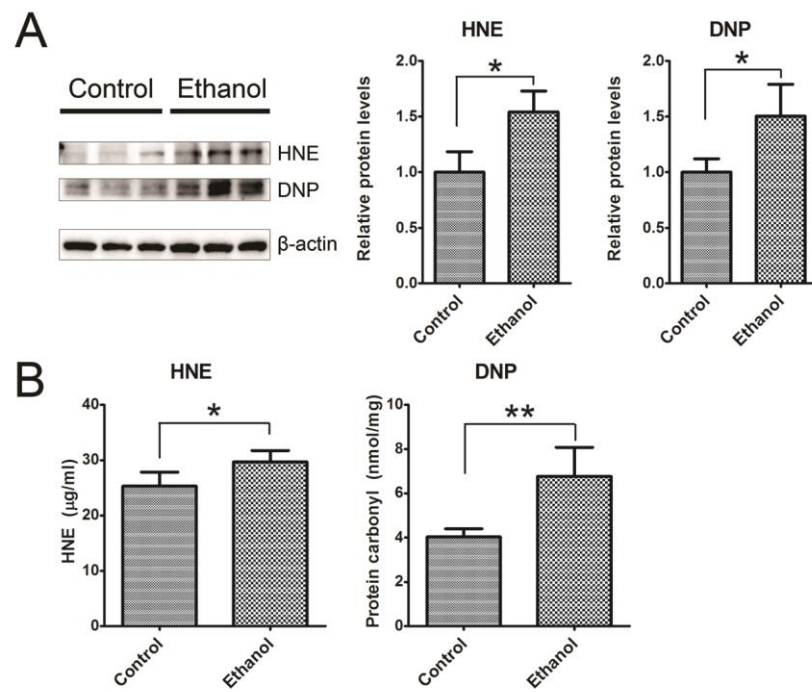 A
Control Ethanol
HNE
DNP
β-actin
HNE
Relative protein levels
2.0
1.5
1.0
0.5
0.0
*
Control
Ethanol
DNP
Relative protein levels
2.0
1.5
1.0
0.5
0.0
*
Control
Ethanol
B
HNE
HNE (µg/ml)
40
30
20
10
0
*
Control
Ethanol
DNP
Protein carbonyl (nmol/mg)
10
8
6
4
2
0
**
Control
Ethanol